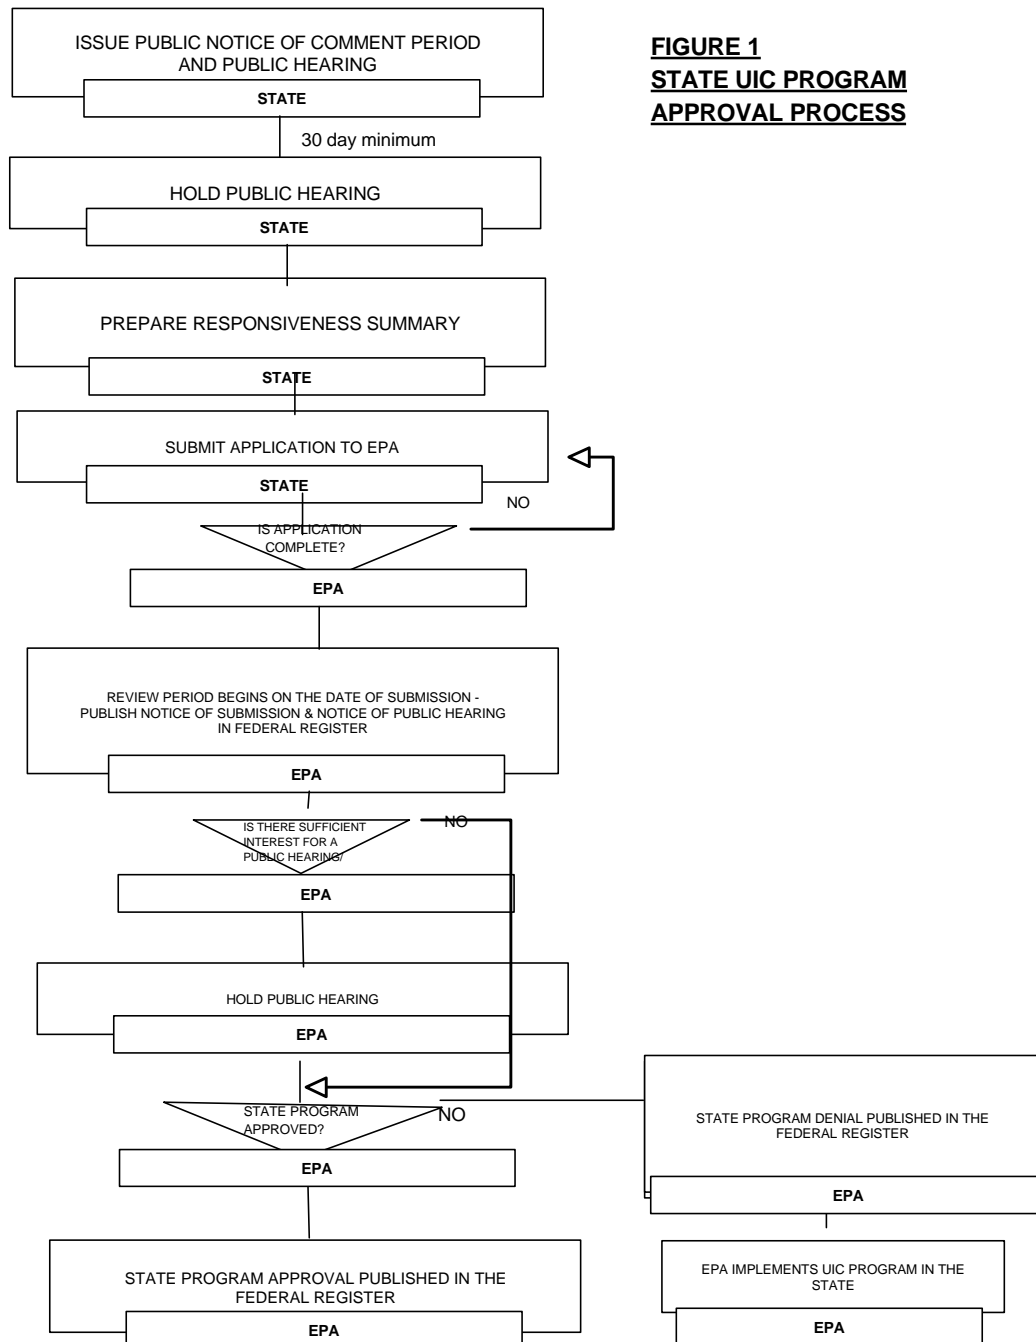 FIGURE 1
STATE UIC PROGRAM
APPROVAL PROCESS
ISSUE PUBLIC NOTICE OF COMMENT PERIOD
AND PUBLIC HEARING
STATE
30 day minimum
HOLD PUBLIC HEARING
STATE
PREPARE RESPONSIVENESS SUMMARY
STATE
SUBMIT APPLICATION TO EPA
STATE
NO
IS APPLICATION
COMPLETE?
EPA
REVIEW PERIOD BEGINS ON THE DATE OF SUBMISSION -
PUBLISH NOTICE OF SUBMISSION & NOTICE OF PUBLIC HEARING
IN FEDERAL REGISTER
EPA
IS THERE SUFFICIENT
INTEREST FOR A
PUBLIC HEARING/
NO
EPA
HOLD PUBLIC HEARING
EPA
STATE PROGRAM
APPROVED?
NO
EPA
STATE PROGRAM DENIAL PUBLISHED IN THE
FEDERAL REGISTER
EPA
STATE PROGRAM APPROVAL PUBLISHED IN THE
FEDERAL REGISTER
EPA
EPA IMPLEMENTS UIC PROGRAM IN THE
STATE
EPA